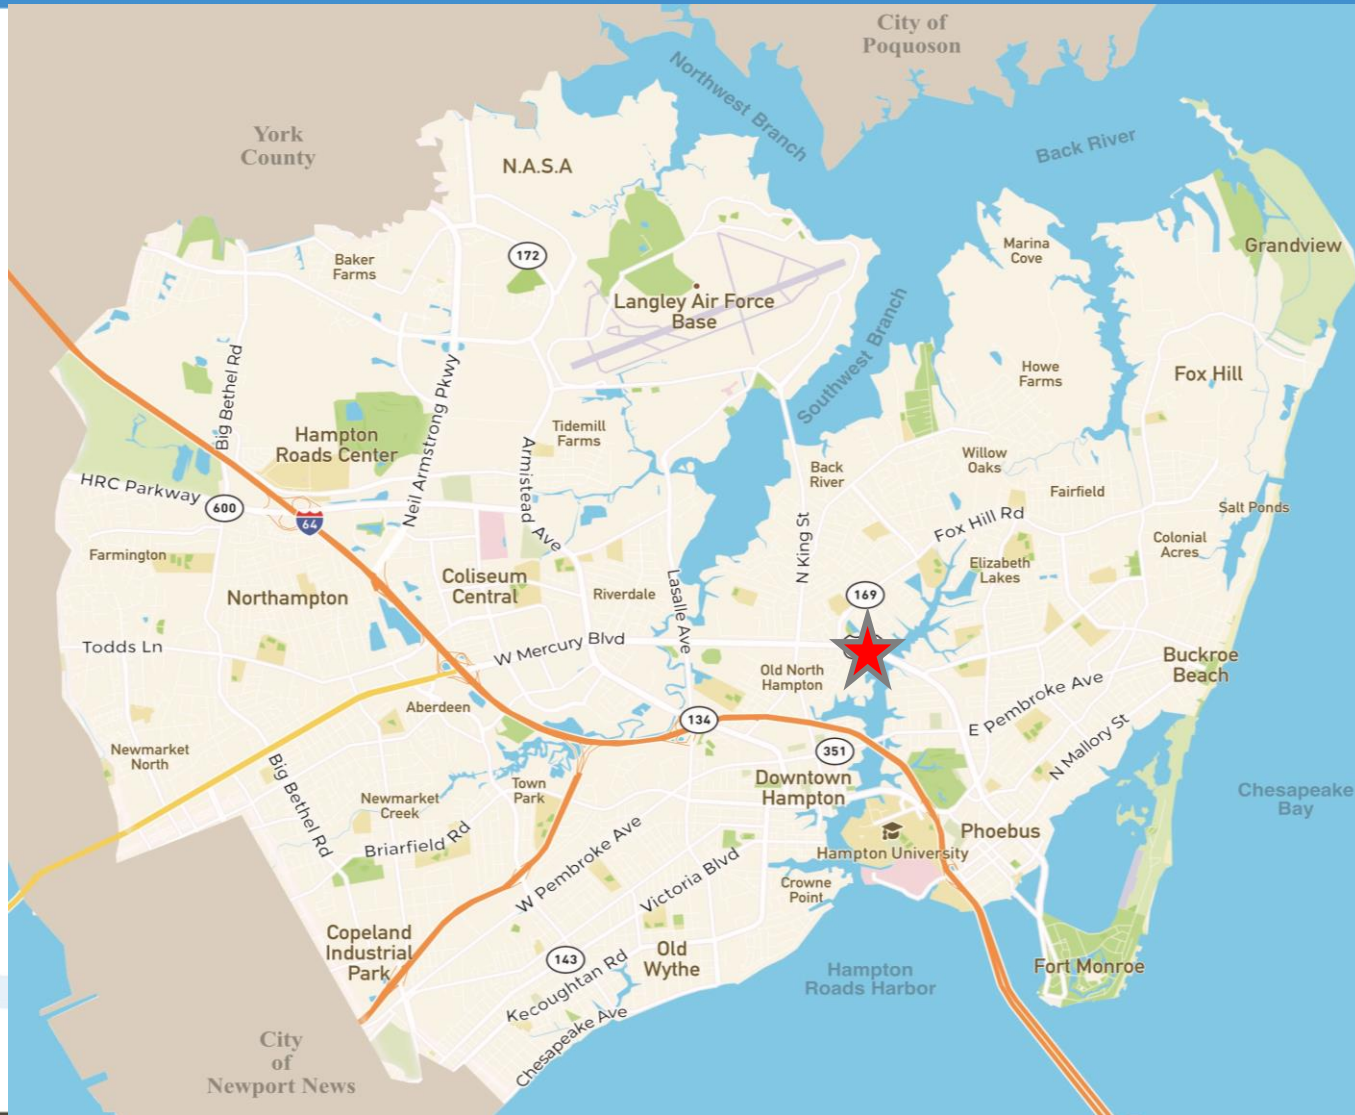 City of
Poquoson
Northwest Branch
York
County
Back River
N.A.S.A
Grandview
Marina
Cove
172
Baker
Farms
Langley Air Force
Base
Southwest Branch
Big Bethel Rd
Neil Armstrong Pkwy
Howe
Farms
Fox Hill
Hampton
Roads Center
Tidemill
Farms
Armistead Ave
Willow
Oaks
Back
River
HRC Parkway
600
64
Fairfield
Salt Ponds
Fox Hill Rd
N King St
Colonial
Acres
Farmington
Elizabeth
Lakes
Coliseum
Central
Northampton
Riverdale
Lasalle Ave
169
Todds Ln
W Mercury Blvd
Old North
Hampton
Buckroe
Beach
E Pembroke Ave
Aberdeen
134
N Mallory St
351
Newmarket
North
Big Bethel Rd
Town
Park
Downtown
Hampton
Chesapeake
Bay
Newmarket
Creek
Briarfield Rd
Phoebus
Hampton University
W Pembroke Ave
Victoria Blvd
Crowne
Point
Copeland
Industrial
Park
143
Old
Wythe
Fort Monroe
Hampton
Roads Harbor
Kecoughtan Rd
Chesapeake Ave
City
of
Newport News